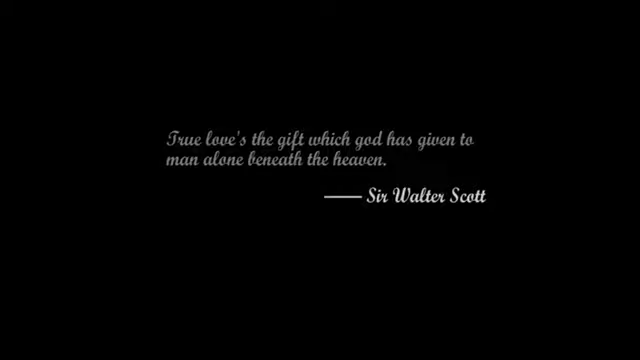 True love's the gift which god has given to
man alone beneath the heaven.
—— Sir Walter Scott